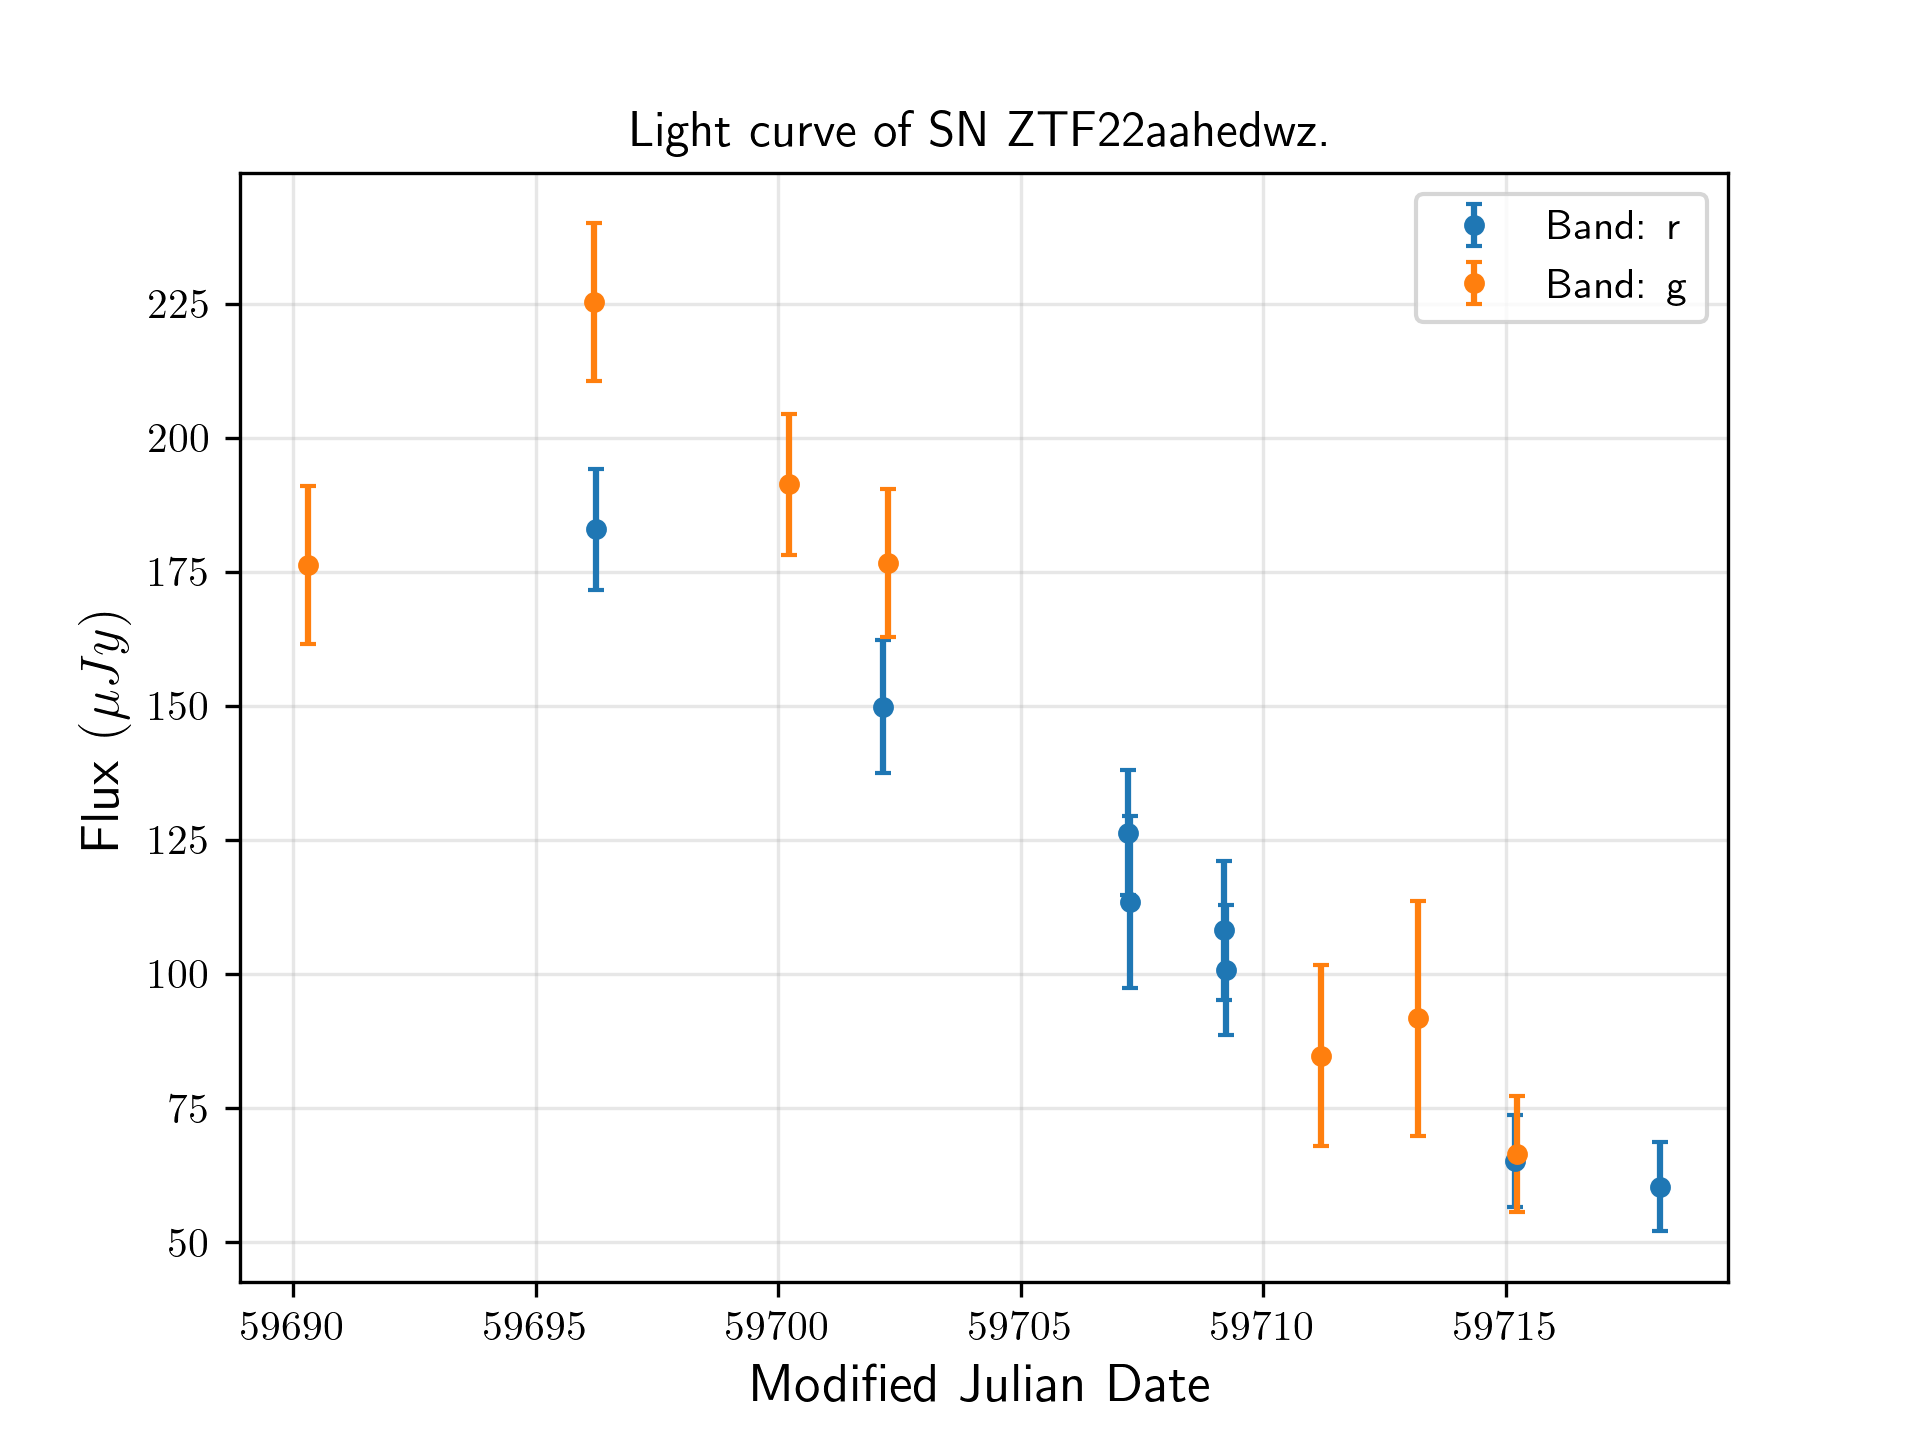 Light curve of SN ZTF22aahedwz.
Band: r
Band: g
225
200
175
150
125
100
75
50
Flux (μJy)
59690 59695 59700 59705 59710 59715
Modified Julian Date